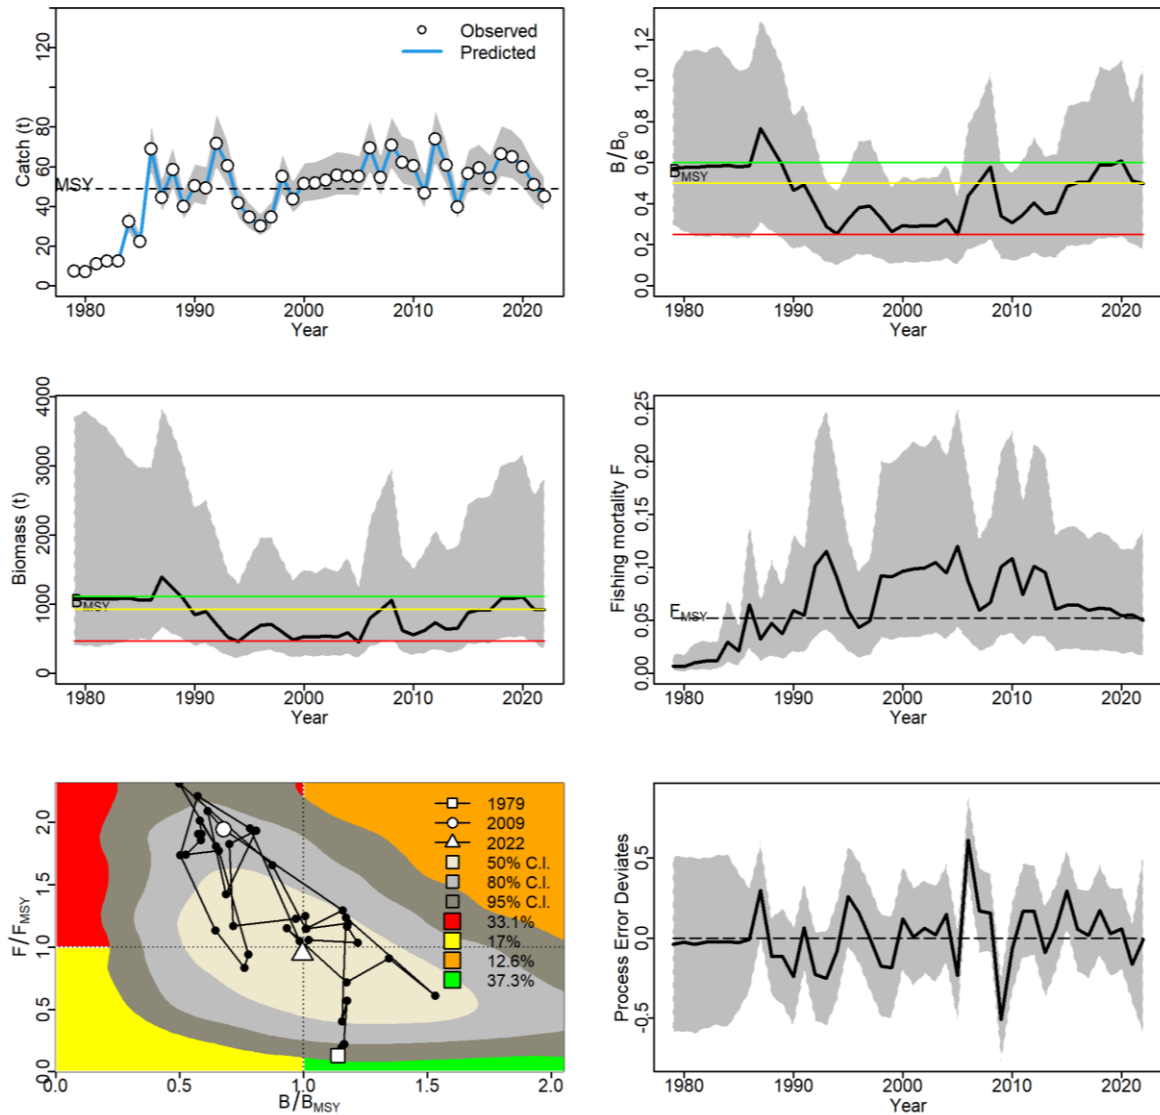 Observed
Predicted
MSY
Catch (t)
0 20 40 60 80 120
1980 1990 2000 2010 2020
Year
B/B0
0.0 0.2 0.4 0.6 0.8 1.0 1.2
BMSY
1980 1990 2000 2010 2020
Year
Biomass (t)
0 1000 2000 3000 4000
BMSY
1980 1990 2000 2010 2020
Year
Fishing mortality F
0.00 0.05 0.10 0.15 0.20 0.25
FMSY
1980 1990 2000 2010 2020
Year
F/FMSY
0.0 0.5 1.0 1.5 2.0
1979
2009
2022
50% C.I.
80% C.I.
95% C.I.
33.1%
17%
12.6%
37.3%
0.0 0.5 1.0 1.5 2.0
B/BMSY
Process Error Deviates
-0.5 0.0 0.5
1980 1990 2000 2010 2020
Year